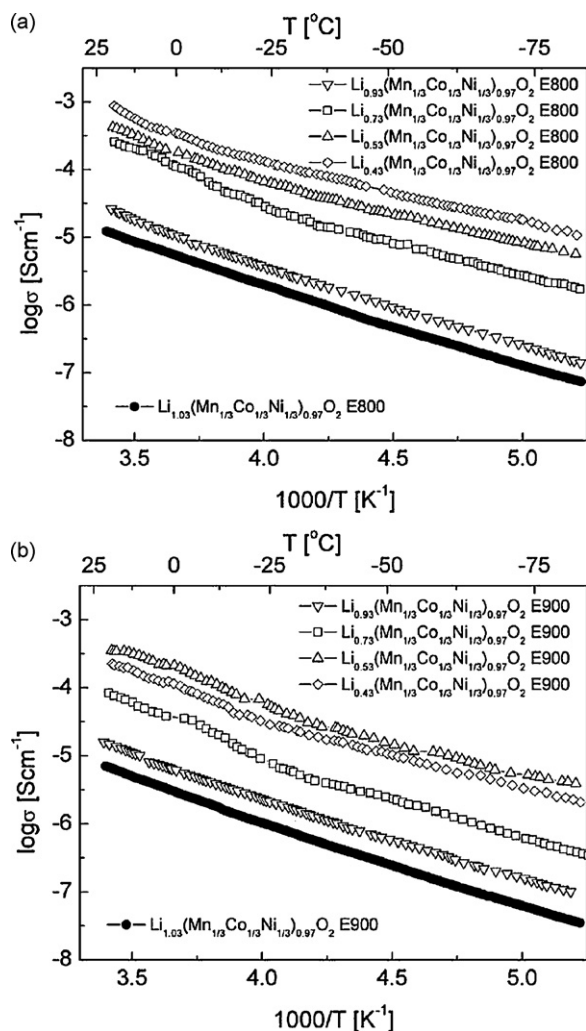 (a)
T [°C]
25 0 -25 -50 -75
-3
-4
-5
-6
-7
-8
logσ [Scm⁻¹]
Li₀.₉₃(Mn₁/₃Co₁/₃Ni₁/₃)₀.₉₇O₂ E800
Li₀.₇₃(Mn₁/₃Co₁/₃Ni₁/₃)₀.₉₇O₂ E800
Li₀.₅₃(Mn₁/₃Co₁/₃Ni₁/₃)₀.₉₇O₂ E800
Li₀.₄₃(Mn₁/₃Co₁/₃Ni₁/₃)₀.₉₇O₂ E800
Li₁.₀₃(Mn₁/₃Co₁/₃Ni₁/₃)₀.₉₇O₂ E800
3.5 4.0 4.5 5.0
1000/T [K⁻¹]
(b)
T [°C]
25 0 -25 -50 -75
-3
-4
-5
-6
-7
-8
logσ [Scm⁻¹]
Li₀.₉₃(Mn₁/₃Co₁/₃Ni₁/₃)₀.₉₇O₂ E900
Li₀.₇₃(Mn₁/₃Co₁/₃Ni₁/₃)₀.₉₇O₂ E900
Li₀.₅₃(Mn₁/₃Co₁/₃Ni₁/₃)₀.₉₇O₂ E900
Li₀.₄₃(Mn₁/₃Co₁/₃Ni₁/₃)₀.₉₇O₂ E900
Li₁.₀₃(Mn₁/₃Co₁/₃Ni₁/₃)₀.₉₇O₂ E900
3.5 4.0 4.5 5.0
1000/T [K⁻¹]